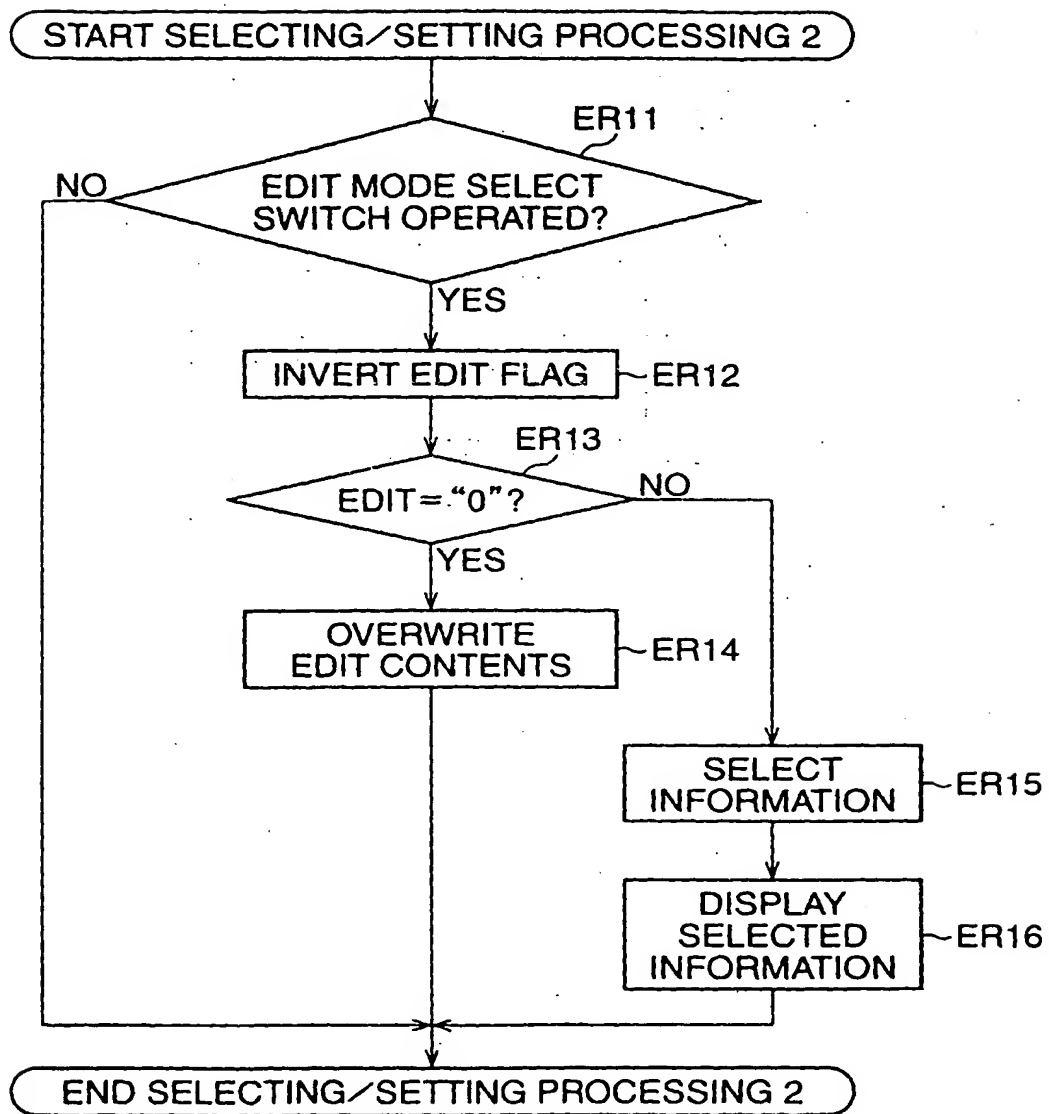 START SELECTING/SETTING PROCESSING 2
ER11
NO
EDIT MODE SELECT
SWITCH OPERATED?
YES
INVERT EDIT FLAG
ER12
ER13
EDIT="0"?
NO
YES
OVERWRITE
EDIT CONTENTS
ER14
SELECT
INFORMATION
ER15
DISPLAY
SELECTED
INFORMATION
ER16
END SELECTING/SETTING PROCESSING 2